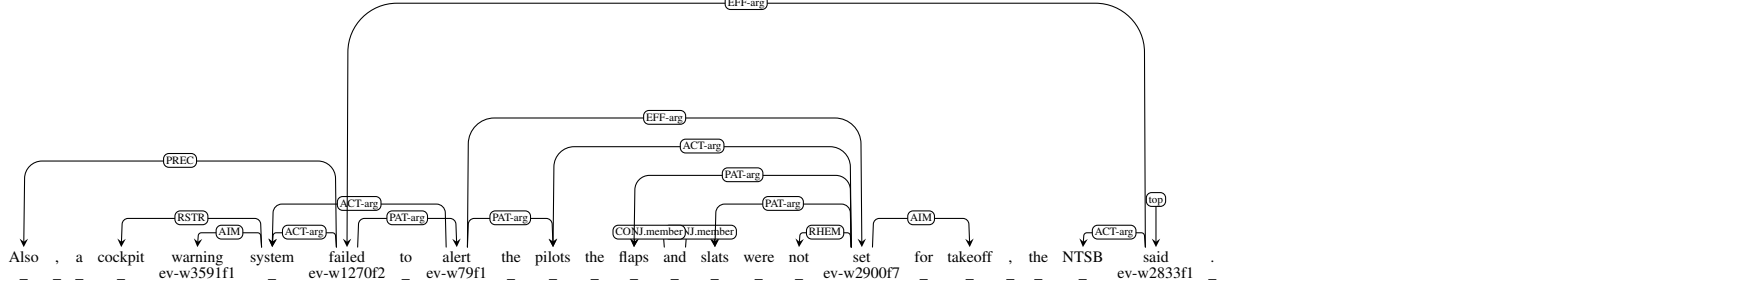 EFF-arg
EFF-arg
ACT-arg
PREC
PAT-arg
top
ACT-arg PAT-arg
RSTR PAT-arg PAT-arg AIM
AIM ACT-arg CONJ.member NJ.member RHEM ACT-arg
Also , a cockpit warning system failed to alert the pilots the flaps and slats were not set for takeoff , the NTSB said .
_ _ _ _ ev-w3591f1 _ ev-w1270f2 _ ev-w79f1 _ _ _ _ _ _ _ _ ev-w2900f7 _ _ _ _ _ ev-w2833f1 _